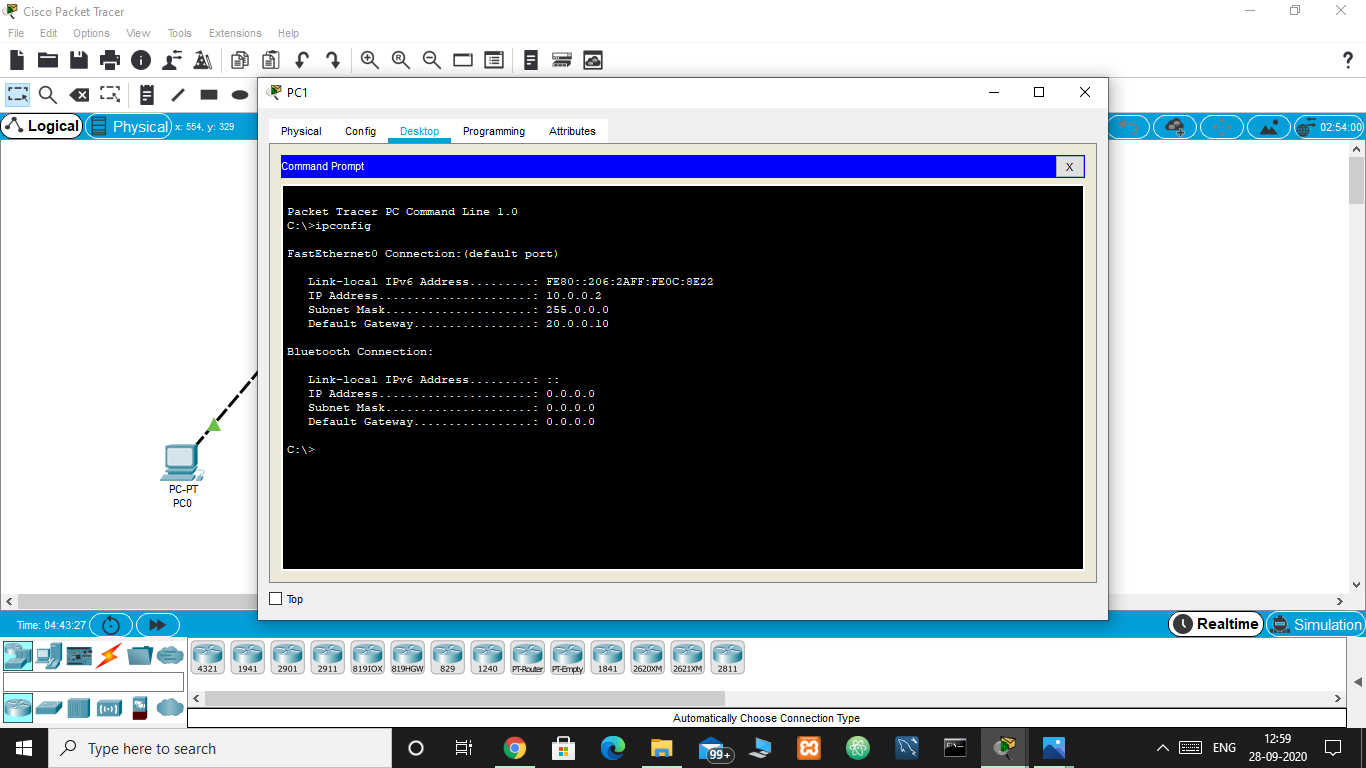 Cisco Packet Tracer
File Edit Options View Tools Extensions Help
PC1
Logical Physical x: 554, y: 329
02:54:00
Physical Config Desktop Programming Attributes
Command Prompt X
Packet Tracer PC Command Line 1.0
C:\>ipconfig
FastEthernet0 Connection:(default port)
Link-local IPv6 Address.........: FE80::206:2AFF:FE0C:8E22
IP Address......................: 10.0.0.2
Subnet Mask.....................: 255.0.0.0
Default Gateway.................: 20.0.0.10
Bluetooth Connection:
Link-local IPv6 Address.........: ::
IP Address......................: 0.0.0.0
Subnet Mask.....................: 0.0.0.0
Default Gateway.................: 0.0.0.0
C:\>
PC-PT
PC0
Top
Time: 04:43:27
Realtime Simulation
4321 1941 2901 2911 819IOX 819HGW 829 1240 PT-Router PT-Empty 1841 2620XM 2621XM 2811
Automatically Choose Connection Type
Type here to search
99+
ENG
12:59
28-09-2020